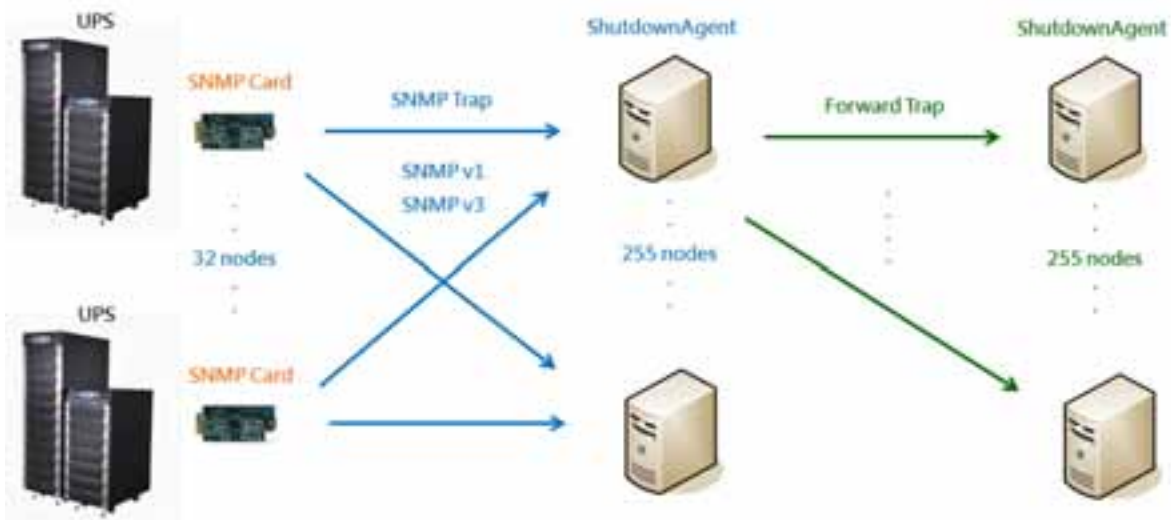 UPS
ShutdownAgent
ShutdownAgent
SNMP Card
SNMP Trap
Forward Trap
SNMP v1
SNMP v3
32 nodes
255 nodes
255 nodes
UPS
SNMP Card